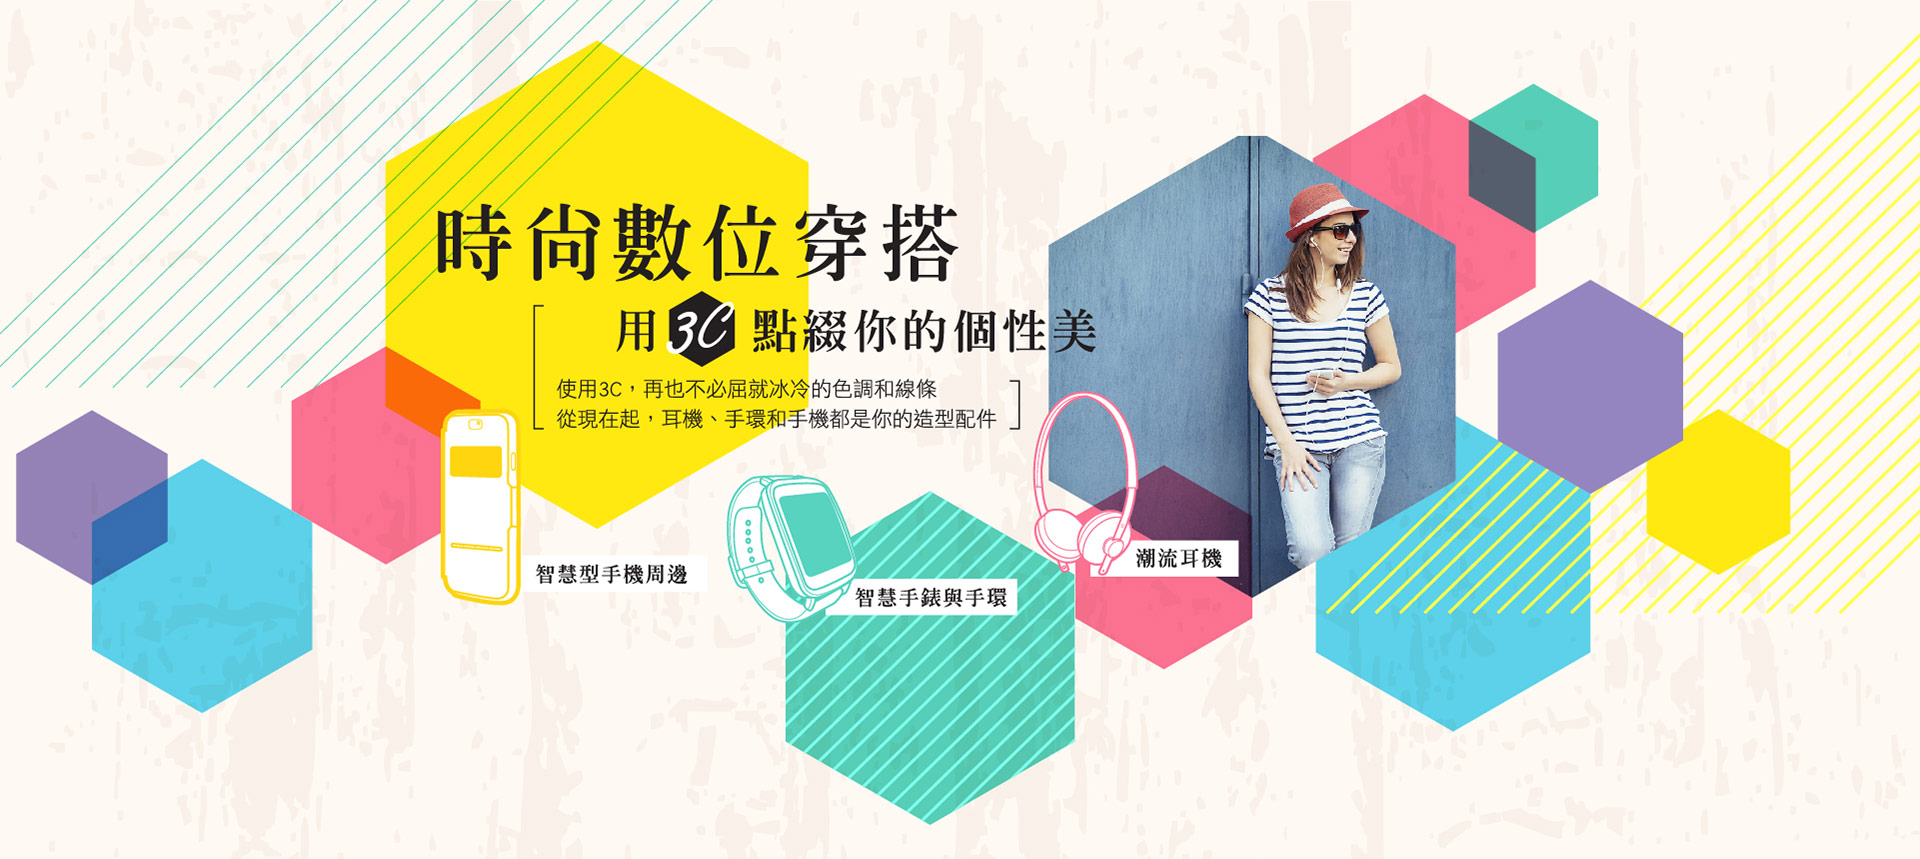 時尚數位穿搭
用3C點綴你的個性美
使用3C，再也不必屈就冰冷的色調和線條
從現在起，耳機、手環和手機都是你的造型配件
智慧型手機周邊
智慧手錶與手環
潮流耳機